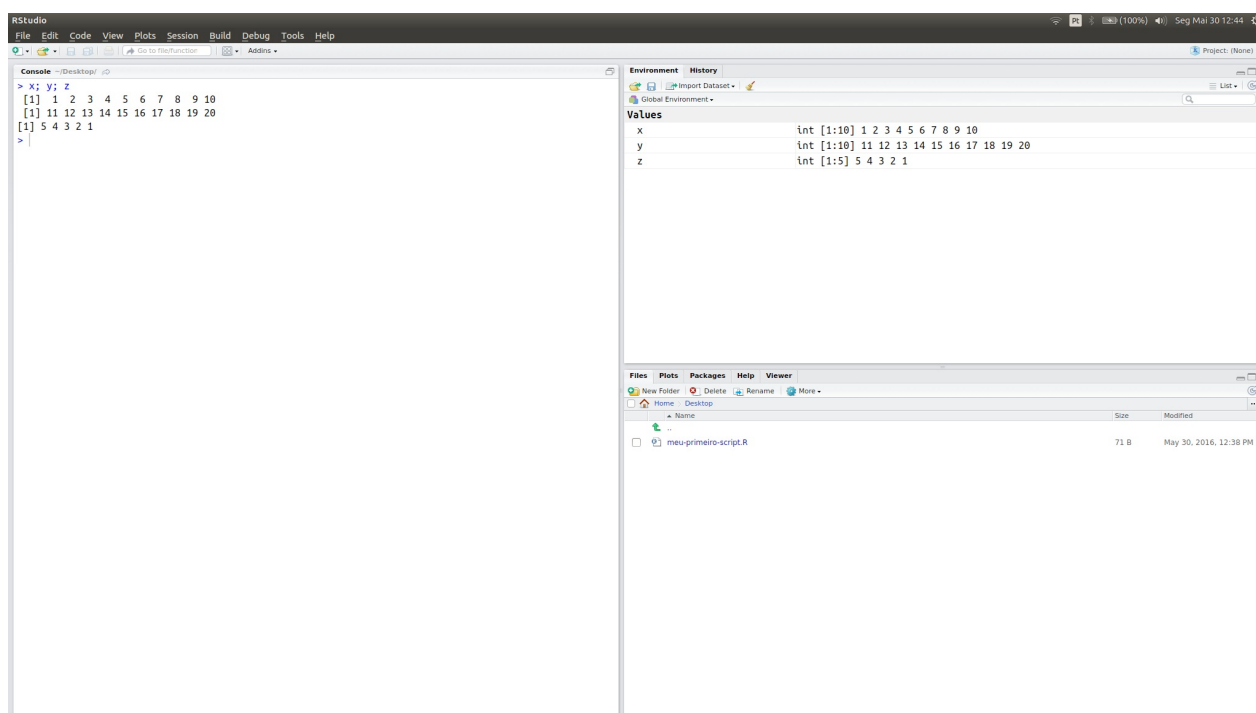 RStudio
Pt (100%) Seg Mai 30 12:44
File Edit Code View Plots Session Build Debug Tools Help
Go to file/function Addins
Project: (None)
Console ~/Desktop/
> x; y; z
[1] 1 2 3 4 5 6 7 8 9 10
[1] 11 12 13 14 15 16 17 18 19 20
[1] 5 4 3 2 1
>
Environment History
Import Dataset List
Global Environment
Values
x int [1:10] 1 2 3 4 5 6 7 8 9 10
y int [1:10] 11 12 13 14 15 16 17 18 19 20
z int [1:5] 5 4 3 2 1
Files Plots Packages Help Viewer
New Folder Delete Rename More
Home Desktop
Name Size Modified
..
meu-primeiro-script.R 71 B May 30, 2016, 12:38 PM